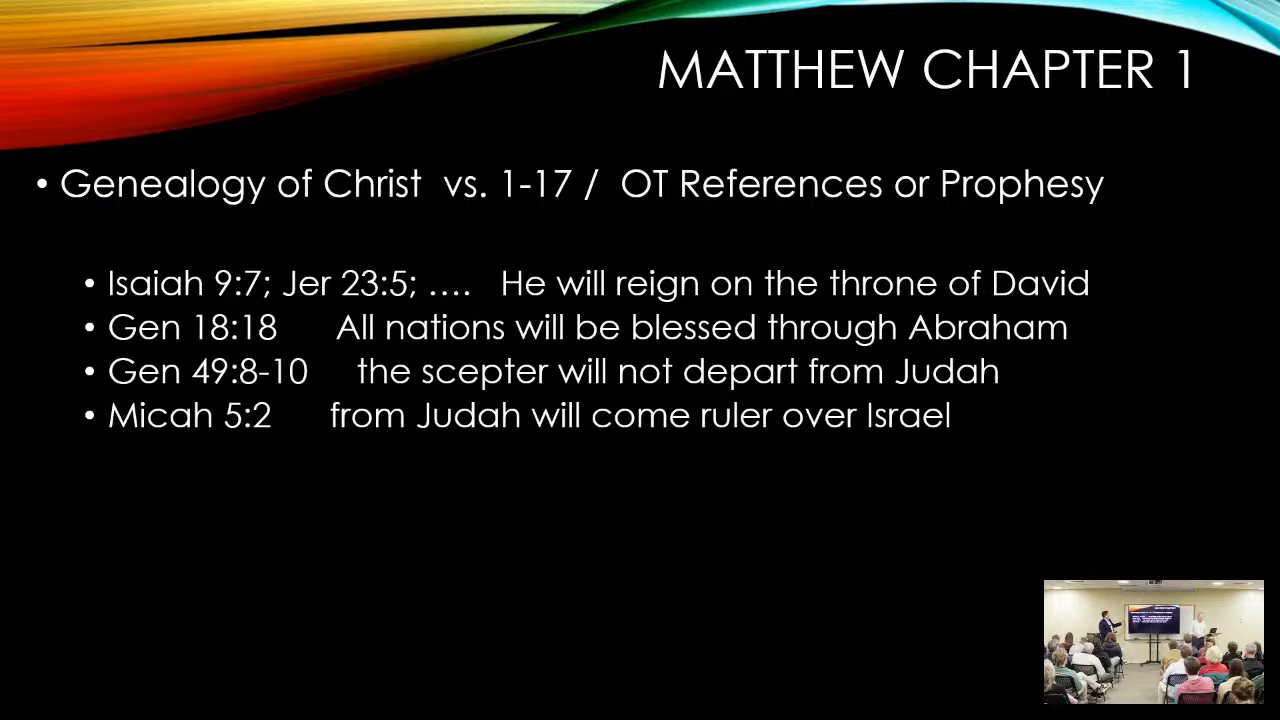 MATTHEW CHAPTER 1
• Genealogy of Christ vs. 1-17 / OT References or Prophesy
• Isaiah 9:7; Jer 23:5; .... He will reign on the throne of David
• Gen 18:18 All nations will be blessed through Abraham
• Gen 49:8-10 the scepter will not depart from Judah
• Micah 5:2 from Judah will come ruler over Israel